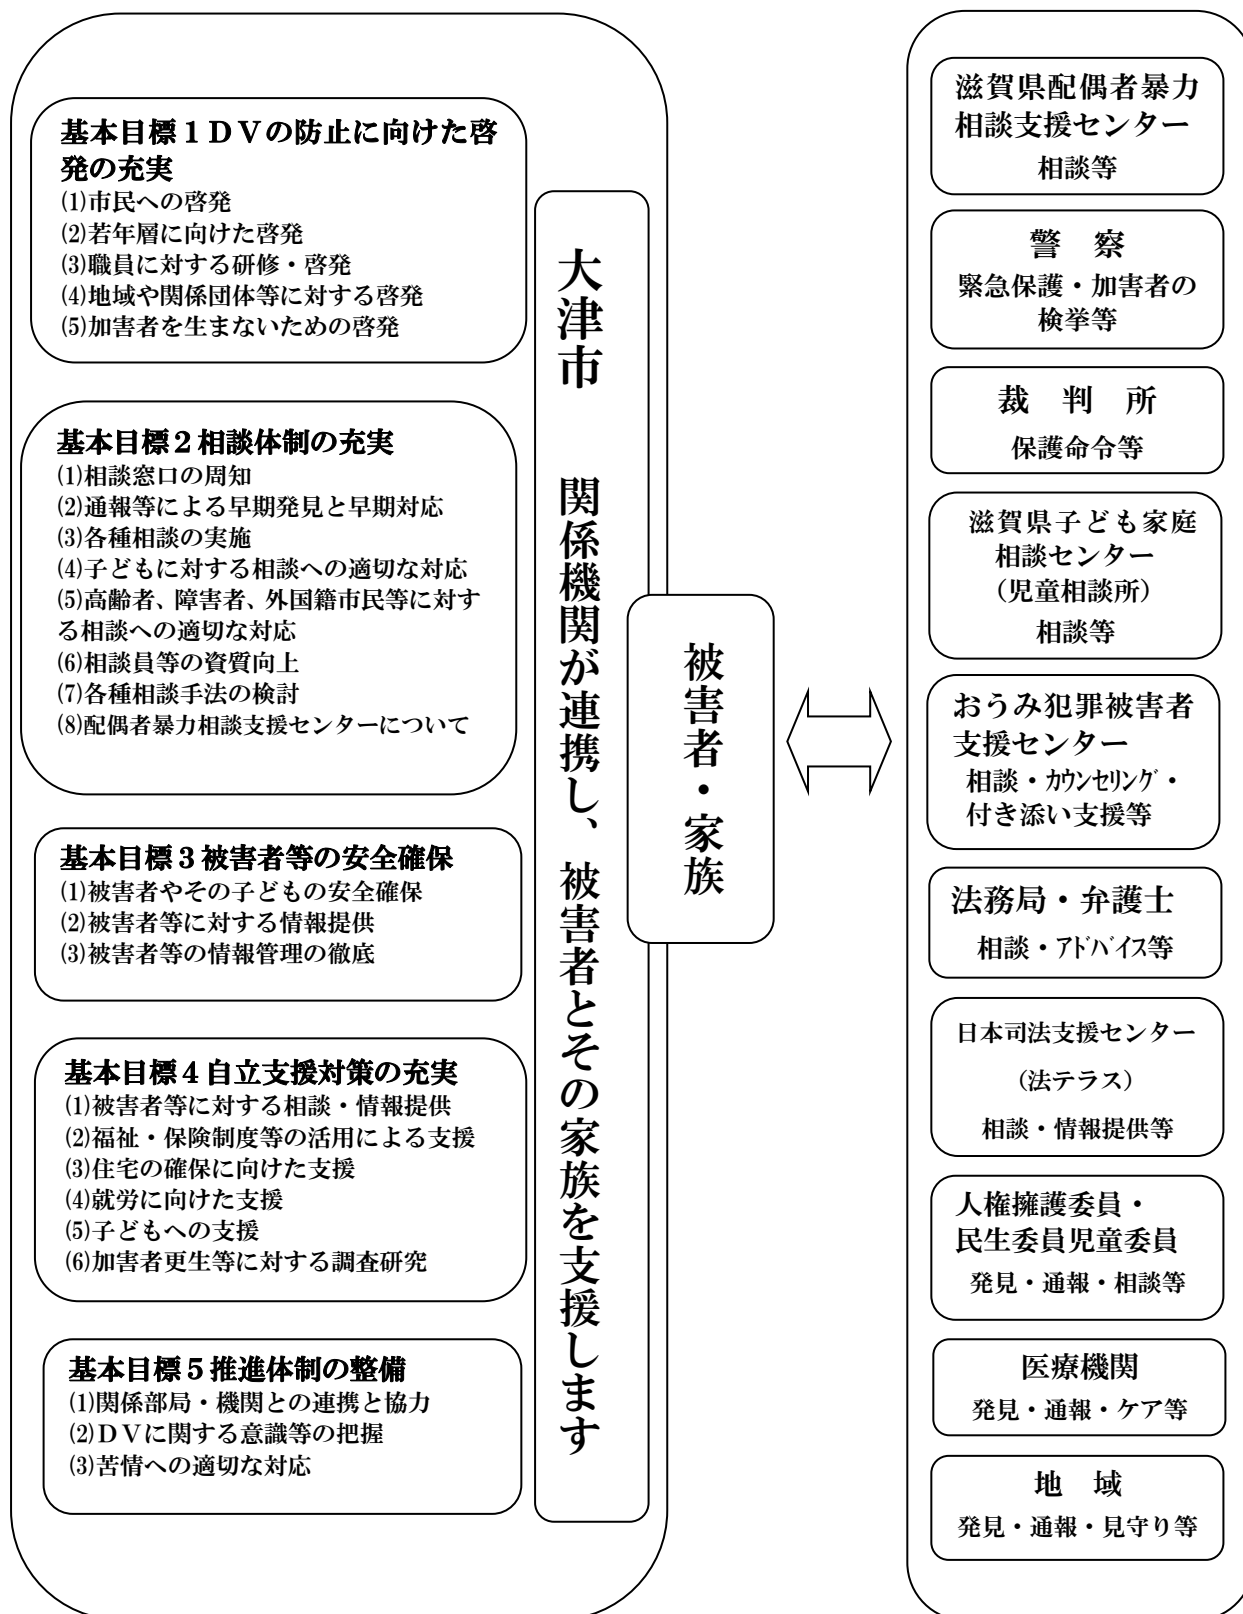 基本目標１ＤＶの防止に向けた啓
発の充実
⑴市民への啓発
⑵若年層に向けた啓発
⑶職員に対する研修・啓発
⑷地域や関係団体等に対する啓発
⑸加害者を生まないための啓発
基本目標２相談体制の充実
⑴相談窓口の周知
⑵通報等による早期発見と早期対応
⑶各種相談の実施
⑷子どもに対する相談への適切な対応
⑸高齢者、障害者、外国籍市民等に対す
る相談への適切な対応
⑹相談員等の資質向上
⑺各種相談手法の検討
⑻配偶者暴力相談支援センターについて
基本目標３被害者等の安全確保
⑴被害者やその子どもの安全確保
⑵被害者等に対する情報提供
⑶被害者等の情報管理の徹底
基本目標４自立支援対策の充実
⑴被害者等に対する相談・情報提供
⑵福祉・保険制度等の活用による支援
⑶住宅の確保に向けた支援
⑷就労に向けた支援
⑸子どもへの支援
⑹加害者更生等に対する調査研究
基本目標５推進体制の整備
⑴関係部局・機関との連携と協力
⑵ＤＶに関する意識等の把握
⑶苦情への適切な対応
大津市　関係機関が連携し、被害者とその家族を支援します
被害者・家族
滋賀県配偶者暴力
相談支援センター
相談等
警　察
緊急保護・加害者の
検挙等
裁　判　所
保護命令等
滋賀県子ども家庭
相談センター
（児童相談所）
相談等
おうみ犯罪被害者
支援センター
相談・ｶｳﾝｾﾘﾝｸﾞ・
付き添い支援等
法務局・弁護士
相談・ｱﾄﾞﾊﾞｲｽ等
日本司法支援センター
（法テラス）
相談・情報提供等
人権擁護委員・
民生委員児童委員
発見・通報・相談等
医療機関
発見・通報・ケア等
地　域
発見・通報・見守り等